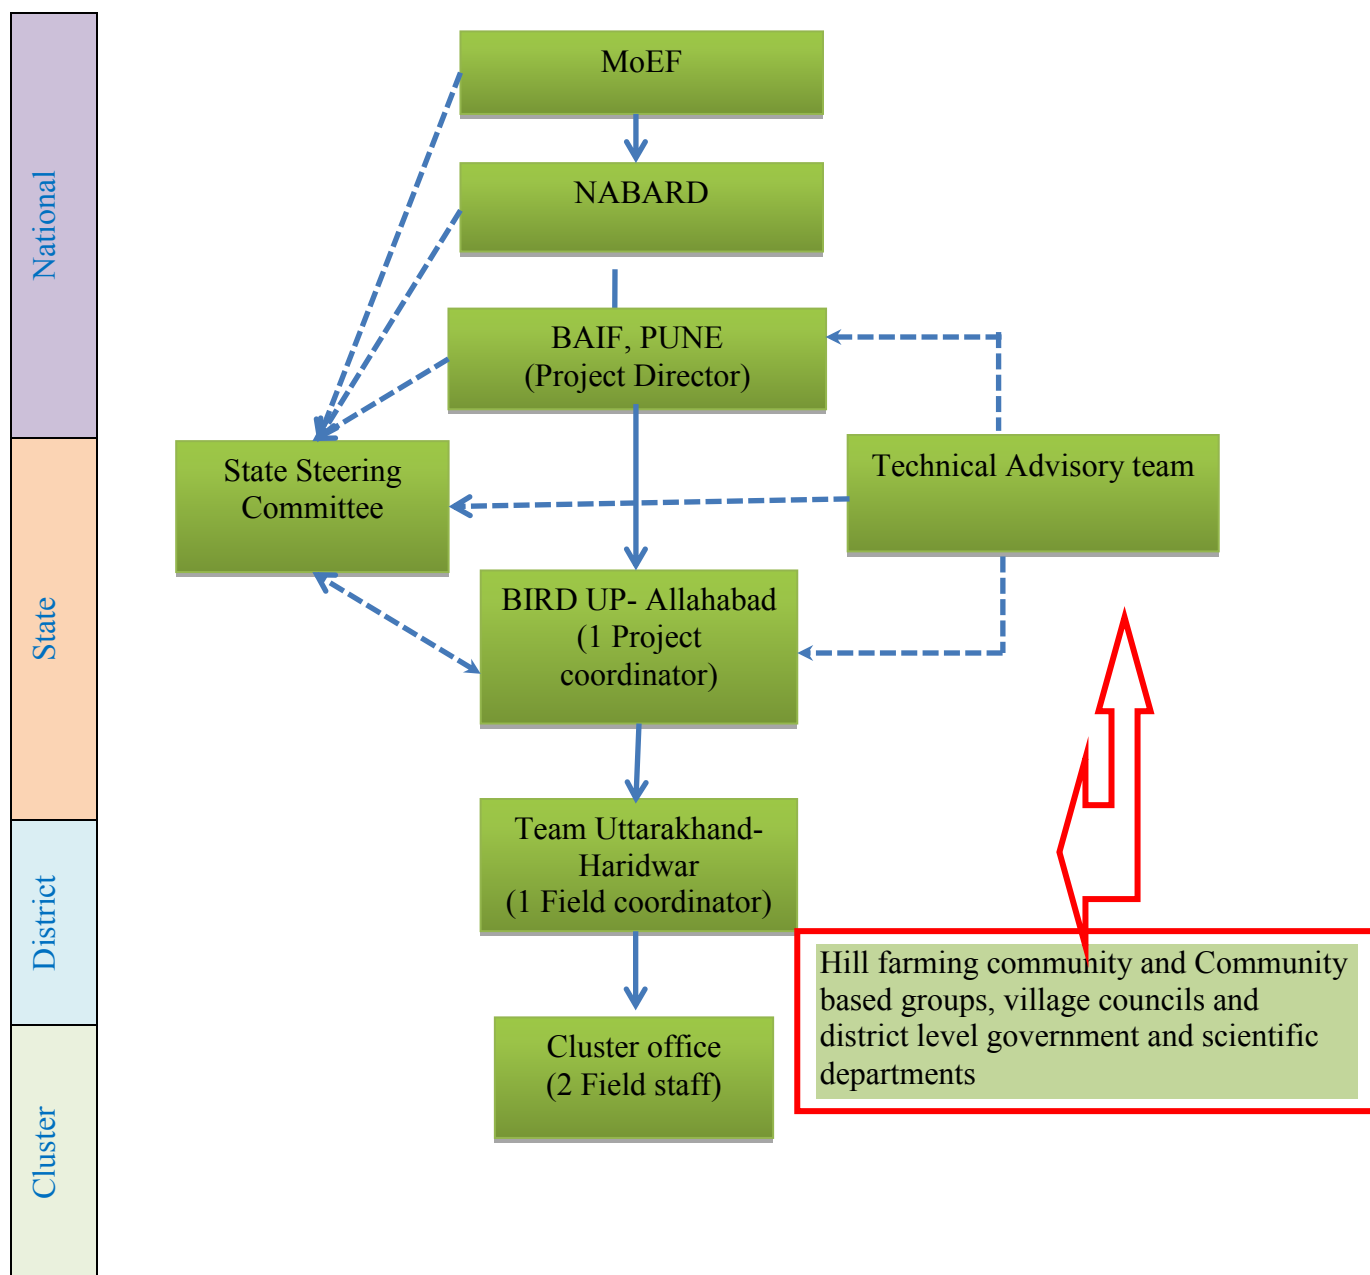 National
State
District
Cluster
MoEF
NABARD
BAIF, PUNE
(Project Director)
State Steering
Committee
Technical Advisory team
BIRD UP- Allahabad
(1 Project
coordinator)
Team Uttarakhand-
Haridwar
(1 Field coordinator)
Hill farming community and Community
based groups, village councils and
district level government and scientific
departments
Cluster office
(2 Field staff)